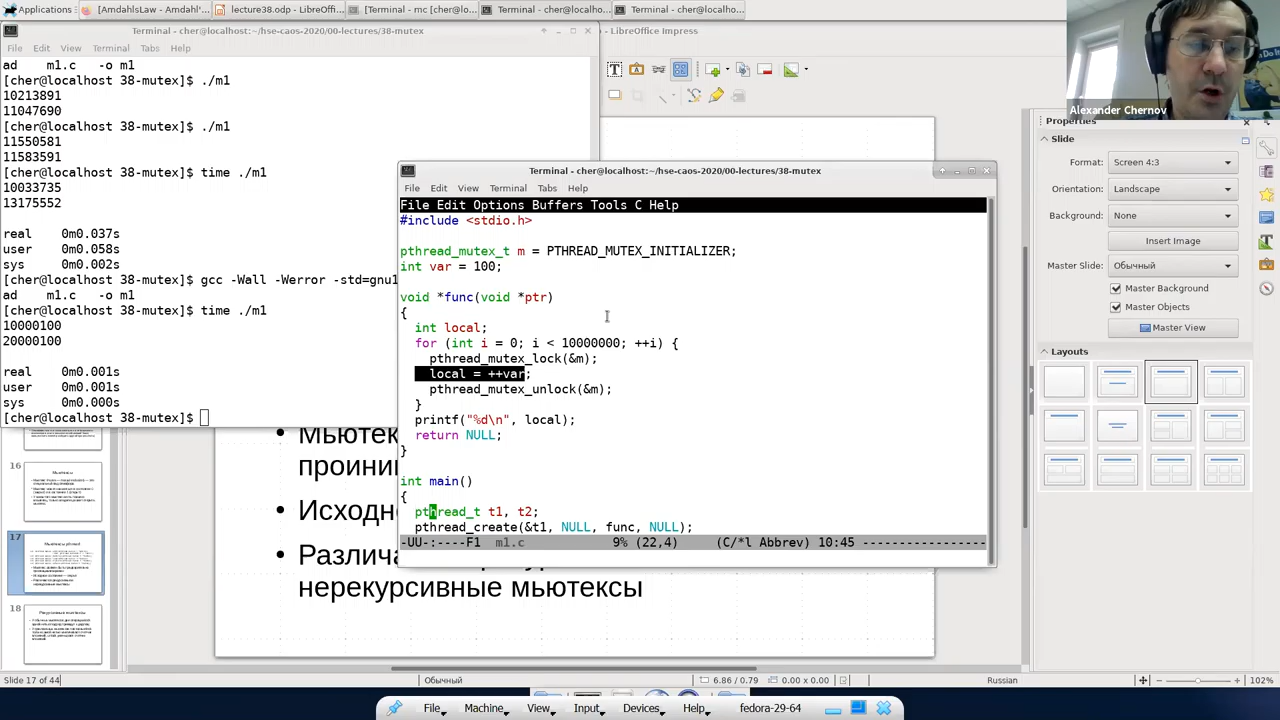 Applications
[AmdahlsLaw - Amdahl'...
lecture38.odp - LibreOffi...
[Terminal - mc [cher@lo...
Terminal - cher@localho...
Terminal - cher@localho...
Terminal - cher@localhost:~/hse-caos-2020/00-lectures/38-mutex
- LibreOffice Impress
File Edit View Terminal Tabs Help
ad    m1.c  -o m1
[cher@localhost 38-mutex]$ ./m1
10213891
11047690
[cher@localhost 38-mutex]$ ./m1
11550581
11583591
[cher@localhost 38-mutex]$ time ./m1
10033735
13175552
real    0m0.037s
user    0m0.058s
sys     0m0.002s
[cher@localhost 38-mutex]$ gcc -Wall -Werror -std=gnu1
ad    m1.c  -o m1
[cher@localhost 38-mutex]$ time ./m1
10000100
20000100
real    0m0.001s
user    0m0.001s
sys     0m0.000s
[cher@localhost 38-mutex]$
Terminal - cher@localhost:~/hse-caos-2020/00-lectures/38-mutex
File Edit View Terminal Tabs Help
File Edit Options Buffers Tools C Help
#include <stdio.h>
pthread_mutex_t m = PTHREAD_MUTEX_INITIALIZER;
int var = 100;
void *func(void *ptr)
{
int local;
for (int i = 0; i < 10000000; ++i) {
pthread_mutex_lock(&m);
local = ++var;
pthread_mutex_unlock(&m);
}
printf("%d\n", local);
return NULL;
}
int main()
{
pthread_t t1, t2;
pthread_create(&t1, NULL, func, NULL);
-UU-:----F1  m1.c    9% (22,4)    (C/*l Abbrev) 10:45 ----------------
• Мьютек
проини
• Исходн
• Различа
нерекурсивные мьютексы
16
17
18
Alexander Chernov
Properties
Slide
Format:
Screen 4:3
Orientation:
Landscape
Background:
None
Insert Image
Master Slide:
Обычный
Master Background
Master Objects
Master View
Layouts
Slide 17 of 44
Обычный
6.86 / 0.79
0.00 x 0.00
Russian
102%
File Machine View Input Devices Help
fedora-29-64